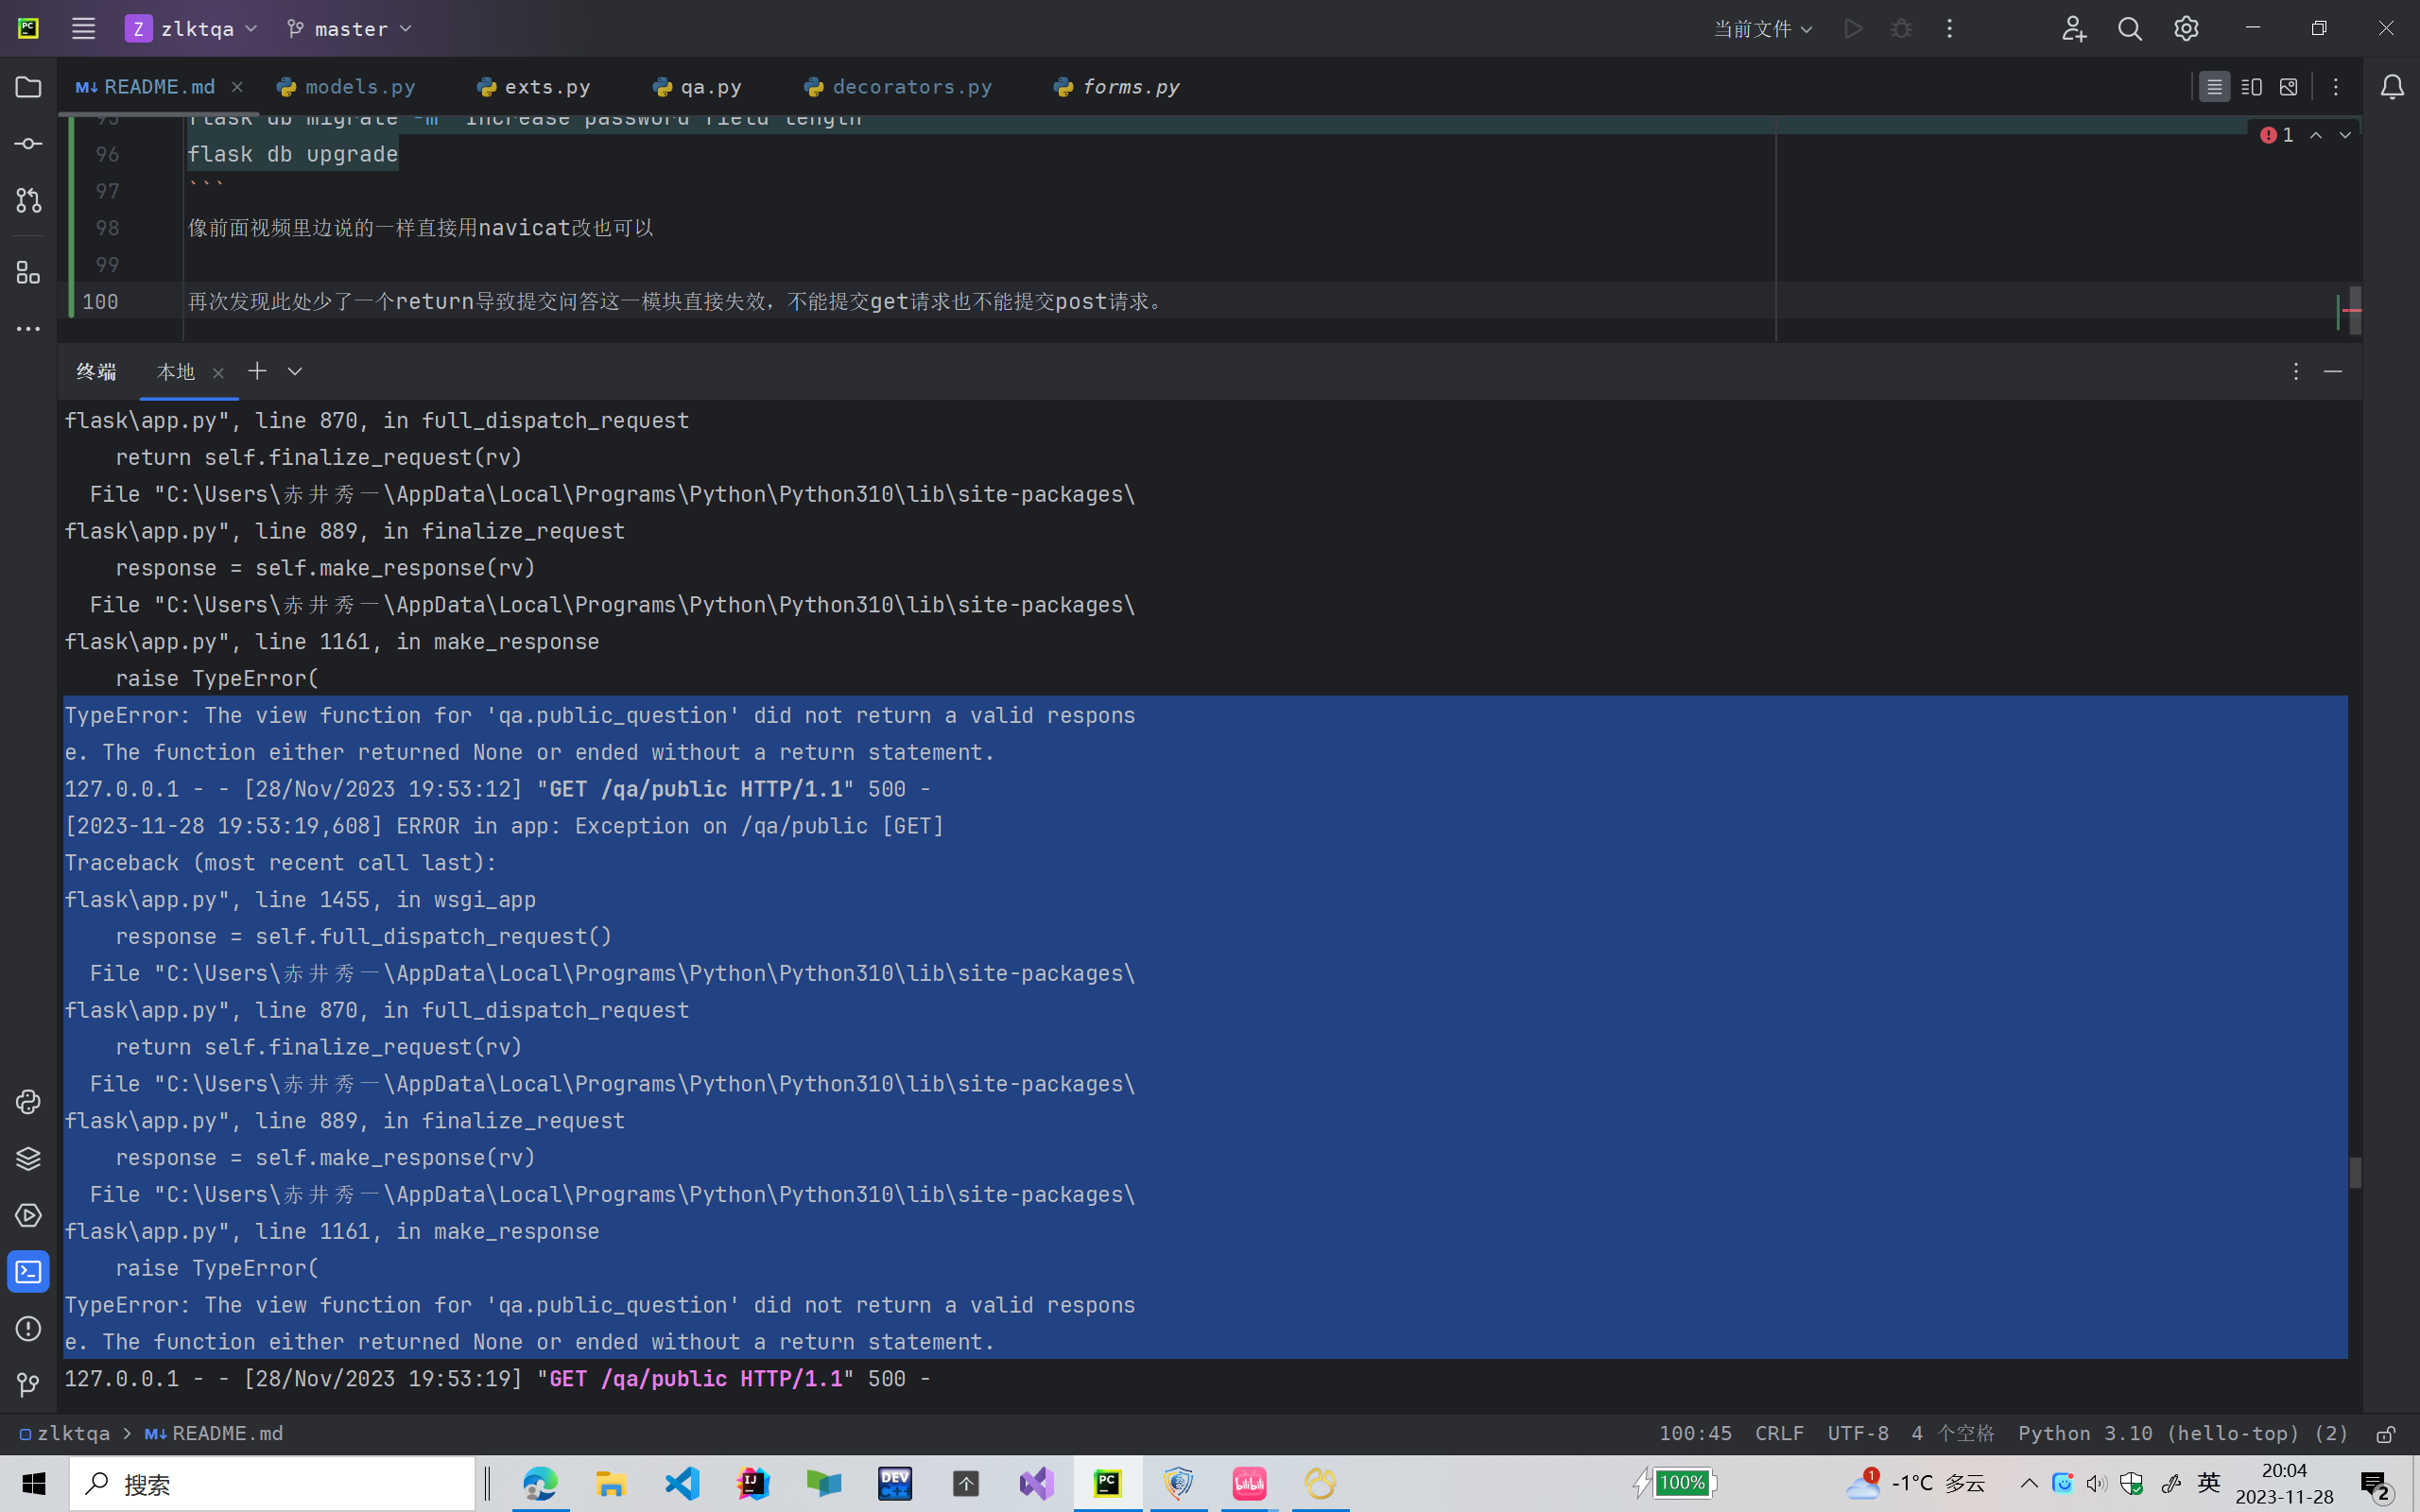 Z zlktqa master 当前文件
README.md models.py exts.py qa.py decorators.py forms.py
95 flask db migrate -m "increase password field length"
96 flask db upgrade
97 ```
98 像前面视频里边说的一样直接用navicat改也可以
99
100 再次发现此处少了一个return导致提交问答这一模块直接失效，不能提交get请求也不能提交post请求。
1
终端 本地
flask\app.py", line 870, in full_dispatch_request
return self.finalize_request(rv)
File "C:\Users\赤井秀一\AppData\Local\Programs\Python\Python310\lib\site-packages\
flask\app.py", line 889, in finalize_request
response = self.make_response(rv)
File "C:\Users\赤井秀一\AppData\Local\Programs\Python\Python310\lib\site-packages\
flask\app.py", line 1161, in make_response
raise TypeError(
TypeError: The view function for 'qa.public_question' did not return a valid respons
e. The function either returned None or ended without a return statement.
127.0.0.1 - - [28/Nov/2023 19:53:12] "GET /qa/public HTTP/1.1" 500 -
[2023-11-28 19:53:19,608] ERROR in app: Exception on /qa/public [GET]
Traceback (most recent call last):
flask\app.py", line 1455, in wsgi_app
response = self.full_dispatch_request()
File "C:\Users\赤井秀一\AppData\Local\Programs\Python\Python310\lib\site-packages\
flask\app.py", line 870, in full_dispatch_request
return self.finalize_request(rv)
File "C:\Users\赤井秀一\AppData\Local\Programs\Python\Python310\lib\site-packages\
flask\app.py", line 889, in finalize_request
response = self.make_response(rv)
File "C:\Users\赤井秀一\AppData\Local\Programs\Python\Python310\lib\site-packages\
flask\app.py", line 1161, in make_response
raise TypeError(
TypeError: The view function for 'qa.public_question' did not return a valid respons
e. The function either returned None or ended without a return statement.
127.0.0.1 - - [28/Nov/2023 19:53:19] "GET /qa/public HTTP/1.1" 500 -
zlktqa > README.md 100:45 CRLF UTF-8 4 个空格 Python 3.10 (hello-top) (2)
搜索 100% 1 -1°C 多云 英 20:04
2023-11-28 2